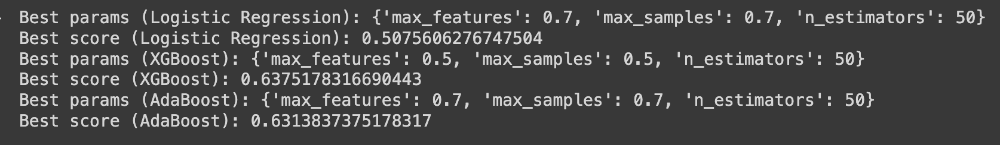 Best params (Logistic Regression): {'max_features': 0.7, 'max_samples': 0.7, 'n_estimators': 50}
Best score (Logistic Regression): 0.5075606276747504
Best params (XGBoost): {'max_features': 0.5, 'max_samples': 0.5, 'n_estimators': 50}
Best score (XGBoost): 0.6375178316690443
Best params (AdaBoost): {'max_features': 0.7, 'max_samples': 0.7, 'n_estimators': 50}
Best score (AdaBoost): 0.6313837375178317